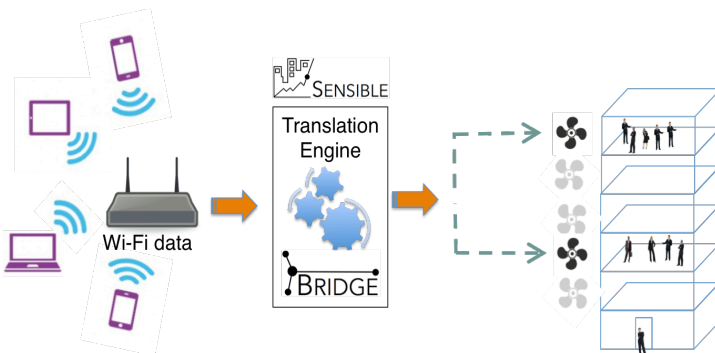 Wi-Fi data
SENSIBLE
Translation
Engine
BRIDGE